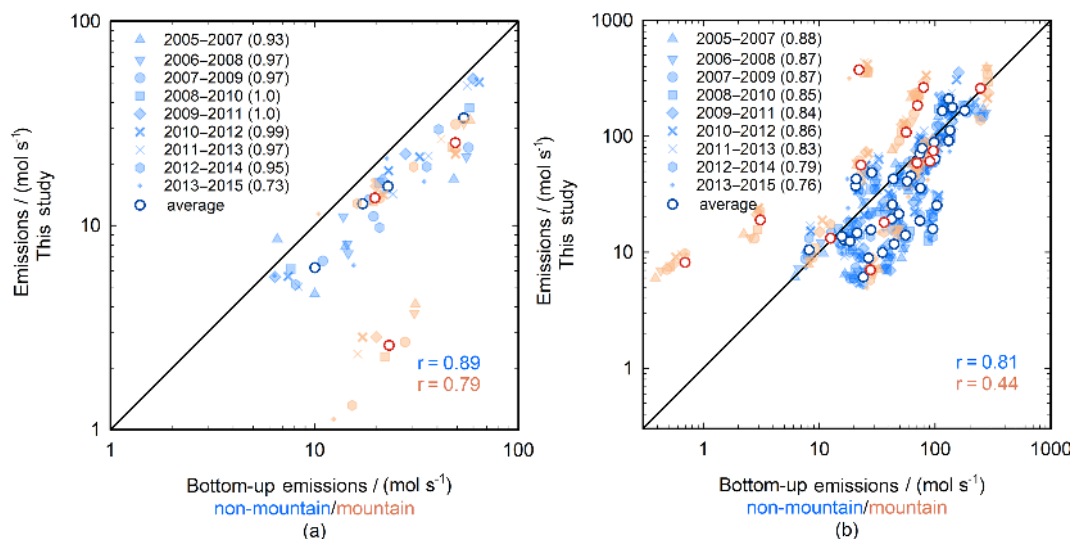 100
10
1
Emissions / (mol s⁻¹)
This study
2005–2007 (0.93)
2006–2008 (0.97)
2007–2009 (0.97)
2008–2010 (1.0)
2009–2011 (1.0)
2010–2012 (0.99)
2011–2013 (0.97)
2012–2014 (0.95)
2013–2015 (0.73)
average
r = 0.89
r = 0.79
1 10 100
Bottom-up emissions / (mol s⁻¹)
non-mountain/mountain
(a)
1000
100
10
1
Emissions / (mol s⁻¹)
This study
2005–2007 (0.88)
2006–2008 (0.87)
2007–2009 (0.87)
2008–2010 (0.85)
2009–2011 (0.84)
2010–2012 (0.86)
2011–2013 (0.83)
2012–2014 (0.79)
2013–2015 (0.76)
average
r = 0.81
r = 0.44
1 10 100 1000
Bottom-up emissions / (mol s⁻¹)
non-mountain/mountain
(b)